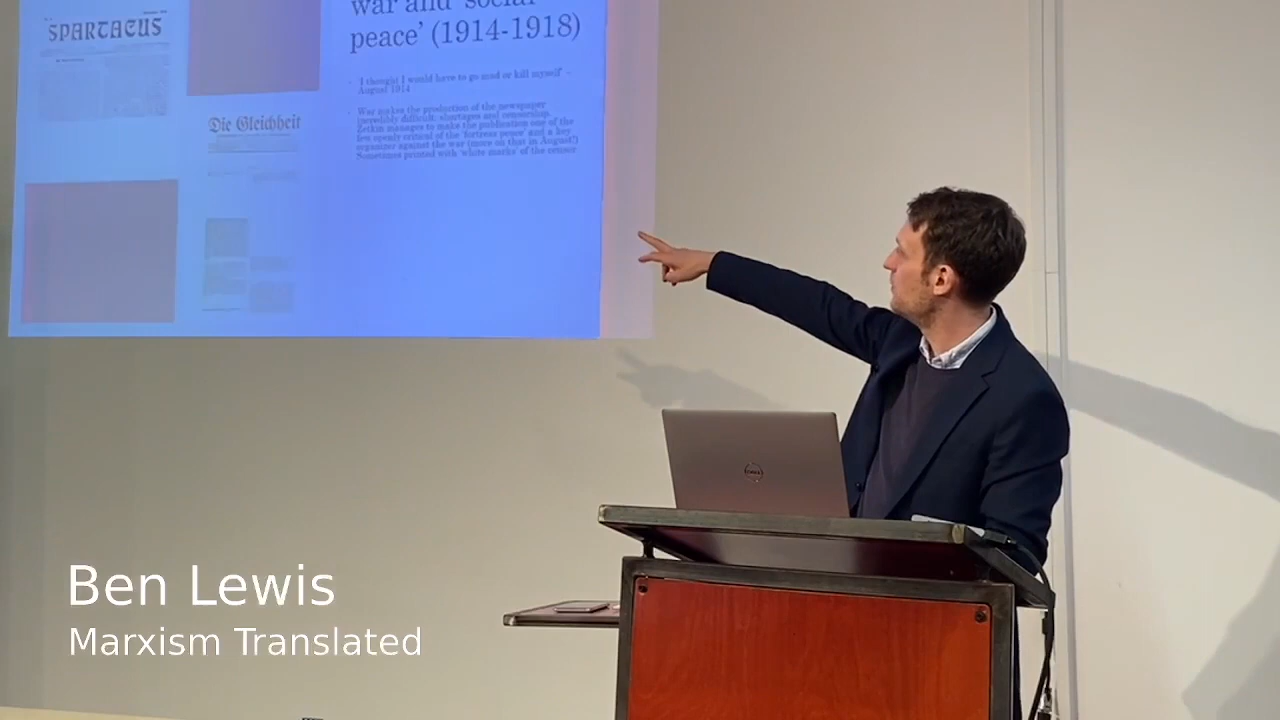 SPARTACUS
Die Gleichheit
war and 'social
peace' (1914-1918)
'I thought I would have to go mad or kill myself' –
August 1914
War makes the production of the newspaper
incredibly difficult: shortages and censorship.
Zetkin manages to make the publication one of the
few openly critical of the 'fortress peace' and a key
organizer against the war (more on that in August!)
Sometimes printed with 'white marks' of the censor
DELL
Ben Lewis
Marxism Translated